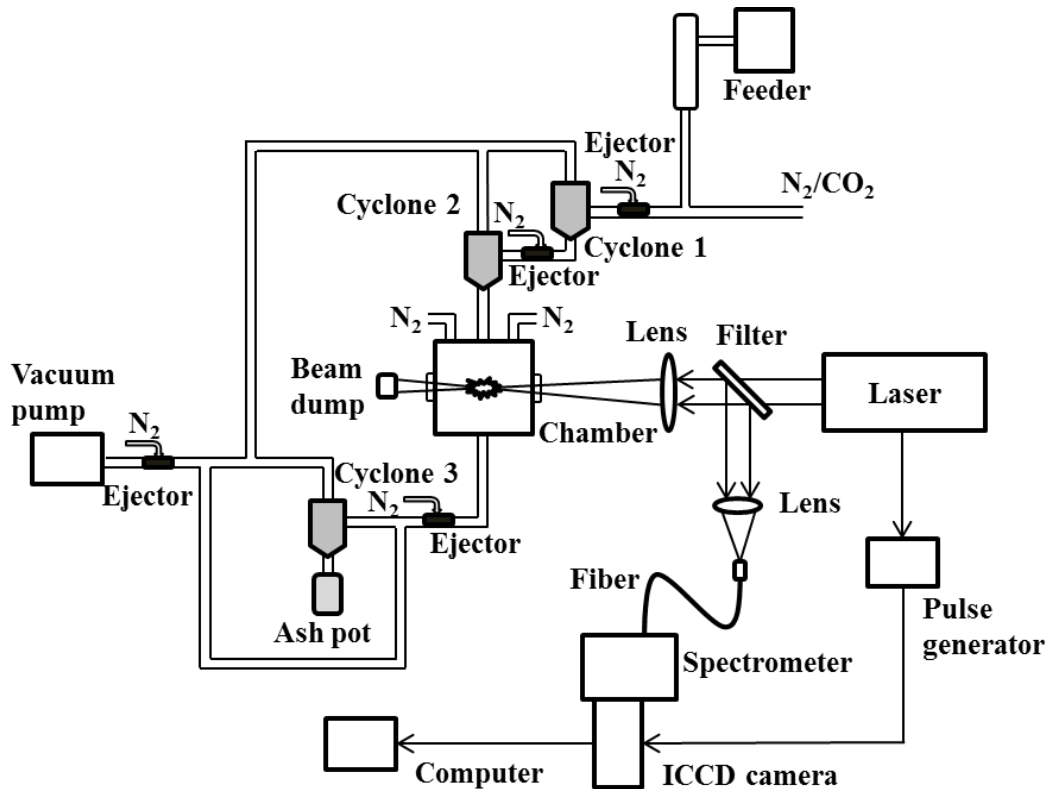 Feeder
Ejector
N₂
N₂/CO₂
Cyclone 2
N₂
Cyclone 1
Ejector
N₂
N₂
Lens
Filter
Beam
dump
Laser
Vacuum
pump
Chamber
N₂
Cyclone 3
Ejector
N₂
Ejector
Lens
Fiber
Ash pot
Pulse
generator
Spectrometer
Computer
ICCD camera